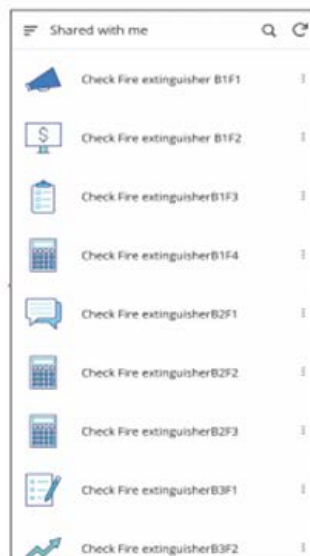 Shared with me
Check Fire extinguisher B1F1
Check Fire extinguisher B1F2
$
Check Fire extinguisherB1F3
Check Fire extinguisherB1F4
Check Fire extinguisherB2F1
Check Fire extinguisherB2F2
Check Fire extinguisherB2F3
Check Fire extinguisherB3F1
Check Fire extinguisherB3F2